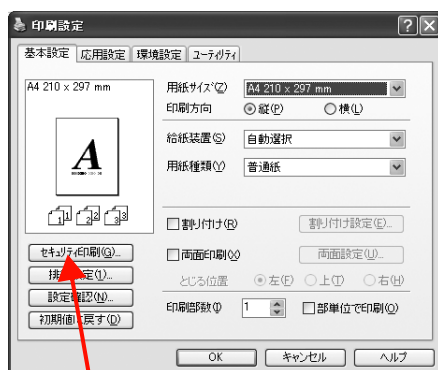 印刷設定
基本設定 応用設定 環境設定 ユーティリティ
A4 210 x 297 mm
用紙サイズ(Z) A4 210 x 297 mm
印刷方向 縦(P) 横(L)
給紙装置(S) 自動選択
用紙種類(Y) 普通紙
A
1 1 2 2 3 3
割り付け(R) 割り付け設定(E)...
セキュリティ印刷(G)...
両面印刷(X) 両面設定(U)...
とじる位置 左(F) 上(T) 右(H)
設定確認(N)...
印刷部数(I) 1 部単位で印刷(O)
初期値に戻す(D)
OK キャンセル ヘルプ